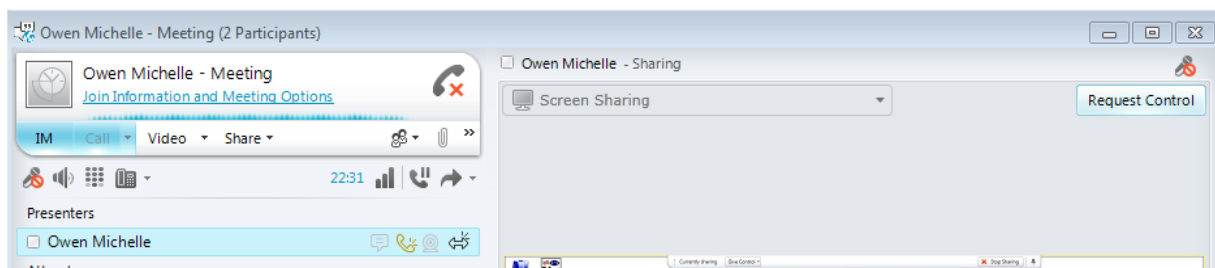 Owen Michelle - Meeting (2 Participants)
Owen Michelle - Meeting
Join Information and Meeting Options
IM Call Video Share
22:31
Presenters
Owen Michelle
Owen Michelle - Sharing
Screen Sharing
Request Control
Currently sharing Give Control
Stop Sharing